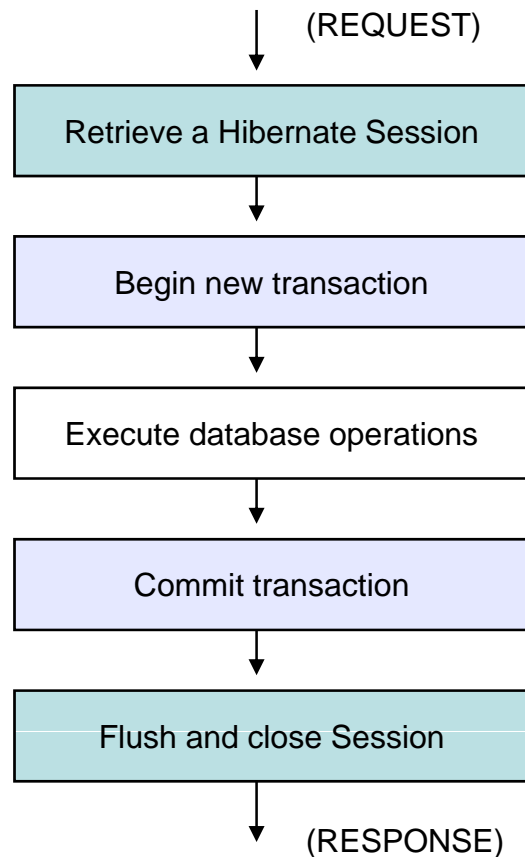 (REQUEST)
Retrieve a Hibernate Session
Begin new transaction
Execute database operations
Commit transaction
Flush and close Session
(RESPONSE)